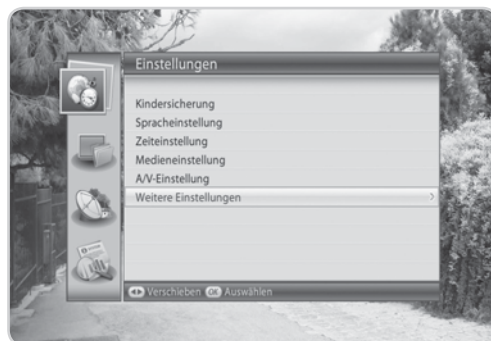 Einstellungen
Kindersicherung
Spracheinstellung
Zeiteinstellung
Medieneinstellung
A/V-Einstellung
Weitere Einstellungen
Verschieben OK Auswählen